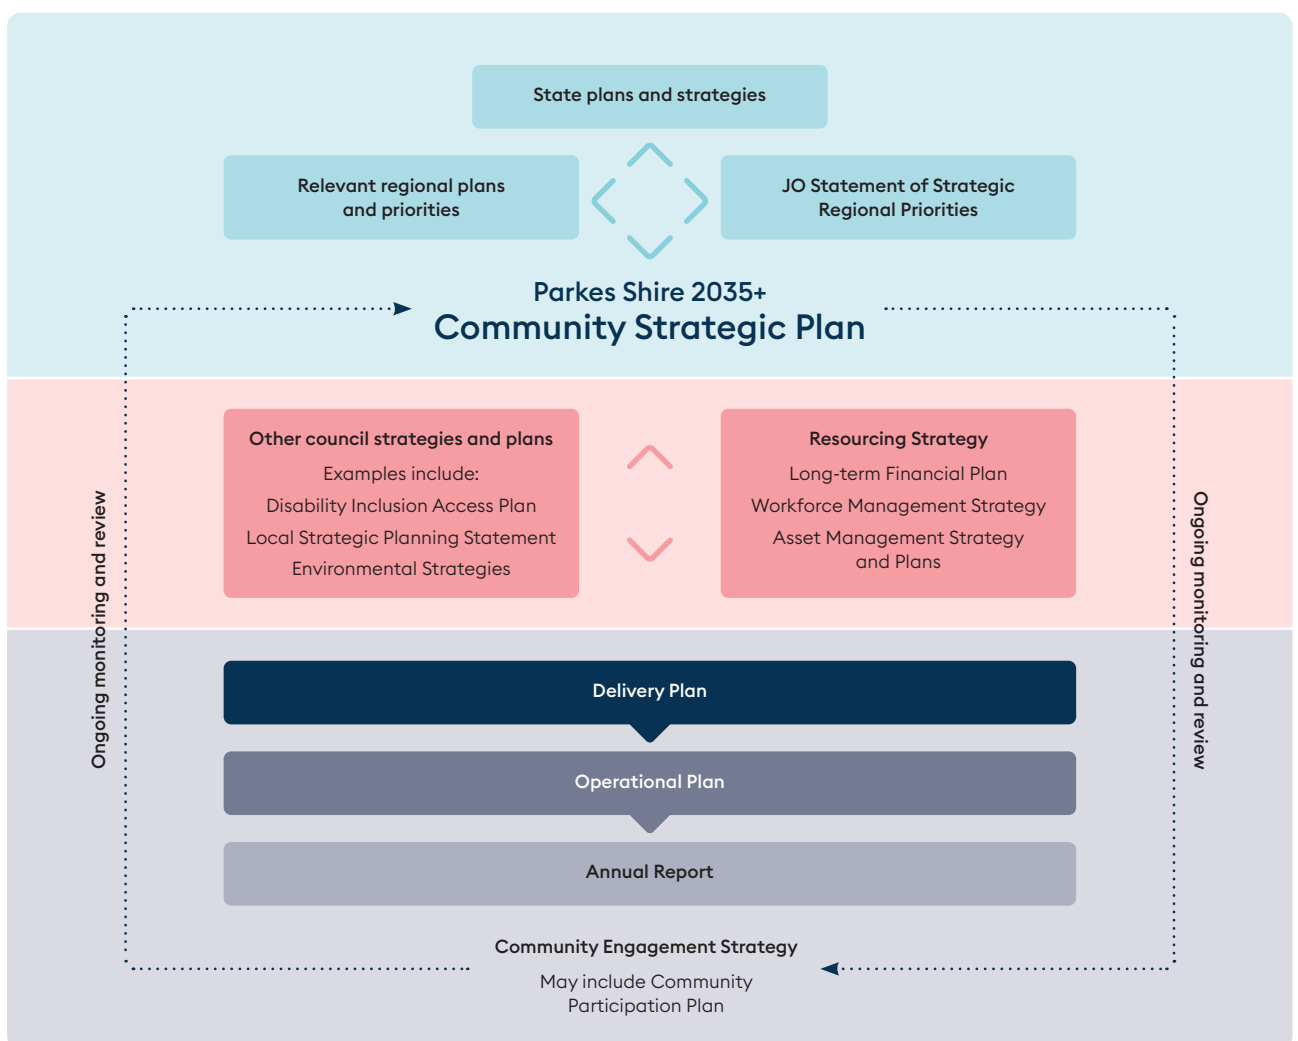 State plans and strategies
Relevant regional plans
and priorities
JO Statement of Strategic
Regional Priorities
Parkes Shire 2035+
Community Strategic Plan
Other council strategies and plans
Examples include:
Disability Inclusion Access Plan
Local Strategic Planning Statement
Environmental Strategies
Resourcing Strategy
Long-term Financial Plan
Workforce Management Strategy
Asset Management Strategy
and Plans
Ongoing monitoring and review
Ongoing monitoring and review
Delivery Plan
Operational Plan
Annual Report
Community Engagement Strategy
May include Community
Participation Plan